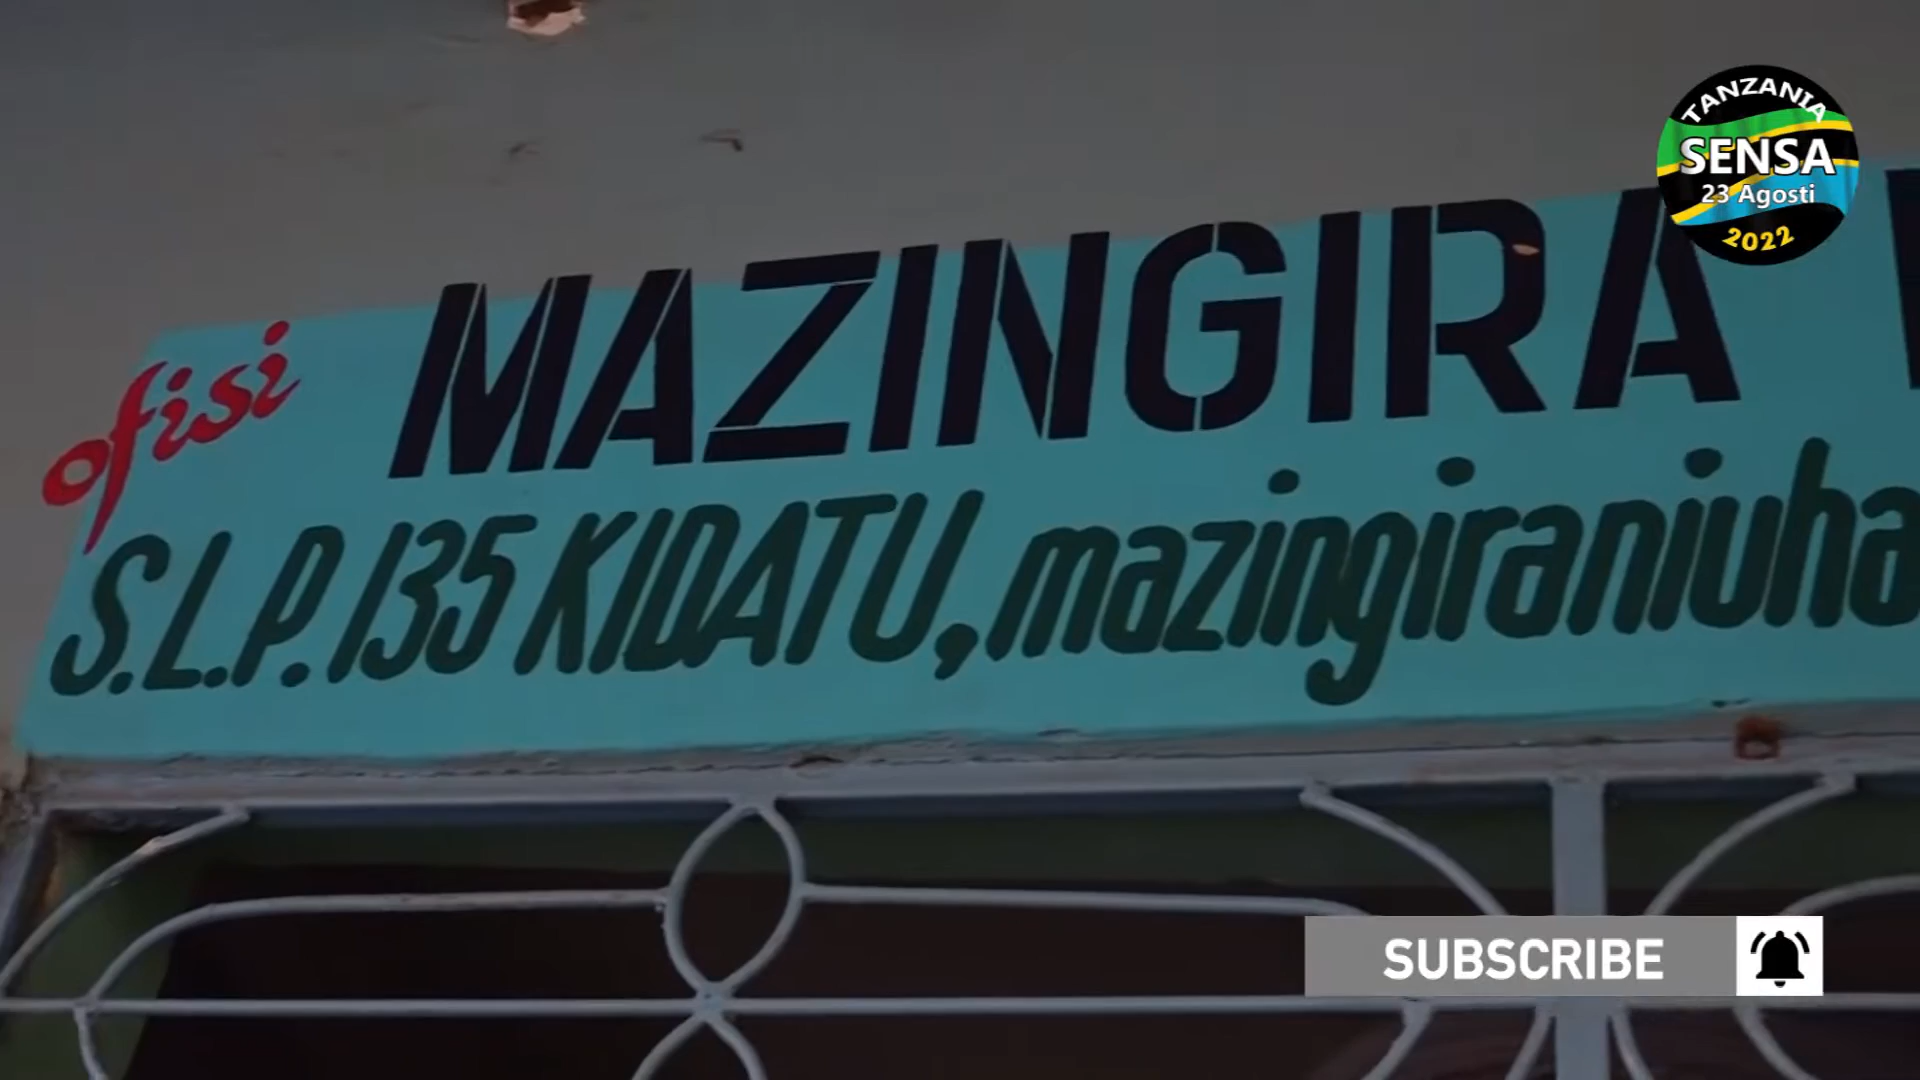 TANZANIA
SENSA
23 Agosti
2022
ofisi MAZINGIRA
S.L.P. 135 KIDATU, mazingiraniuha
SUBSCRIBE